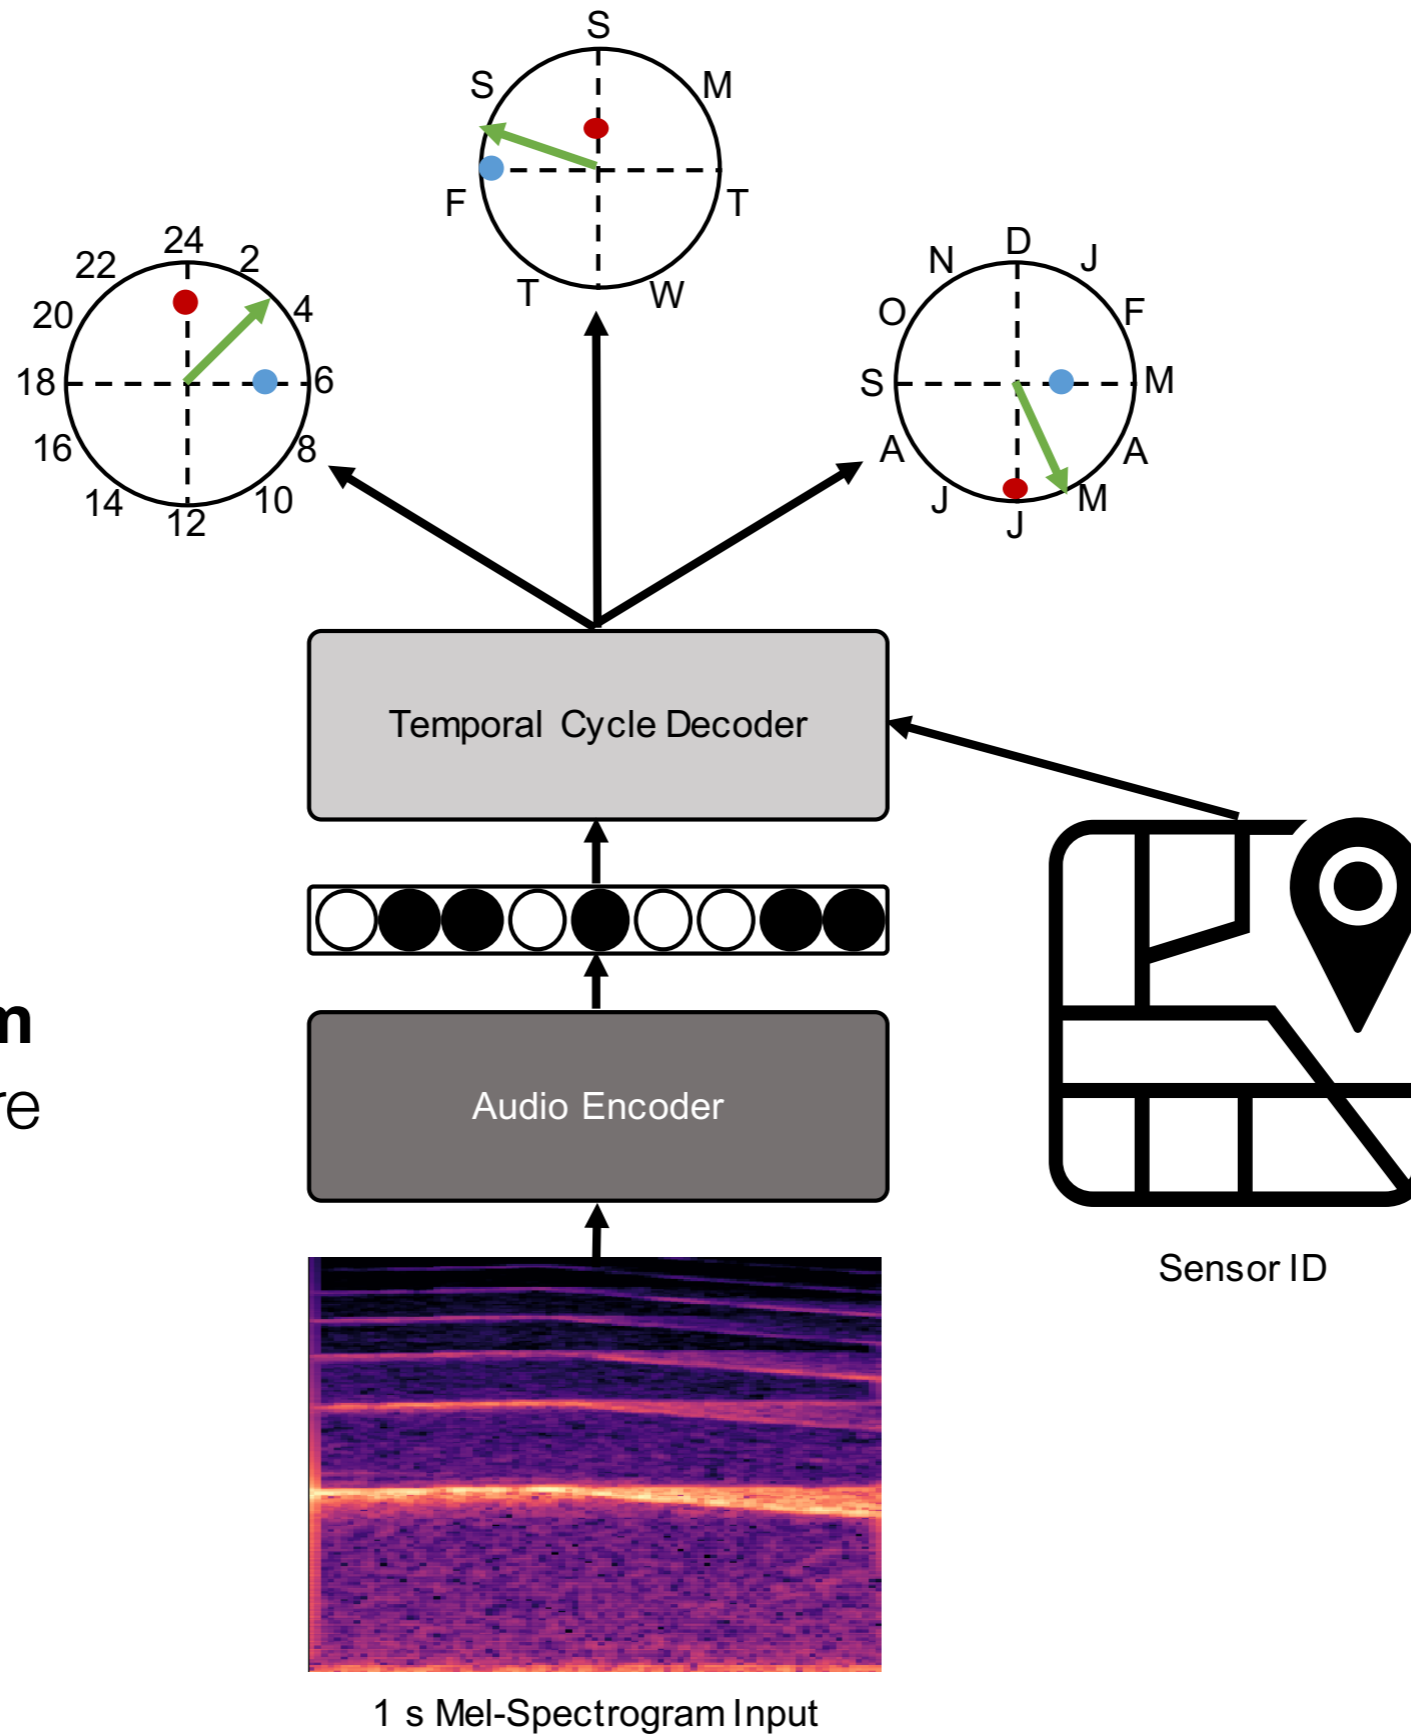 S
S
M
F
T
T
W
24
22
2
20
4
18
6
16
8
14
10
12
D
N
J
O
F
S
M
A
A
J
M
J
Temporal Cycle Decoder
Audio Encoder
re
Sensor ID
1 s Mel-Spectrogram Input